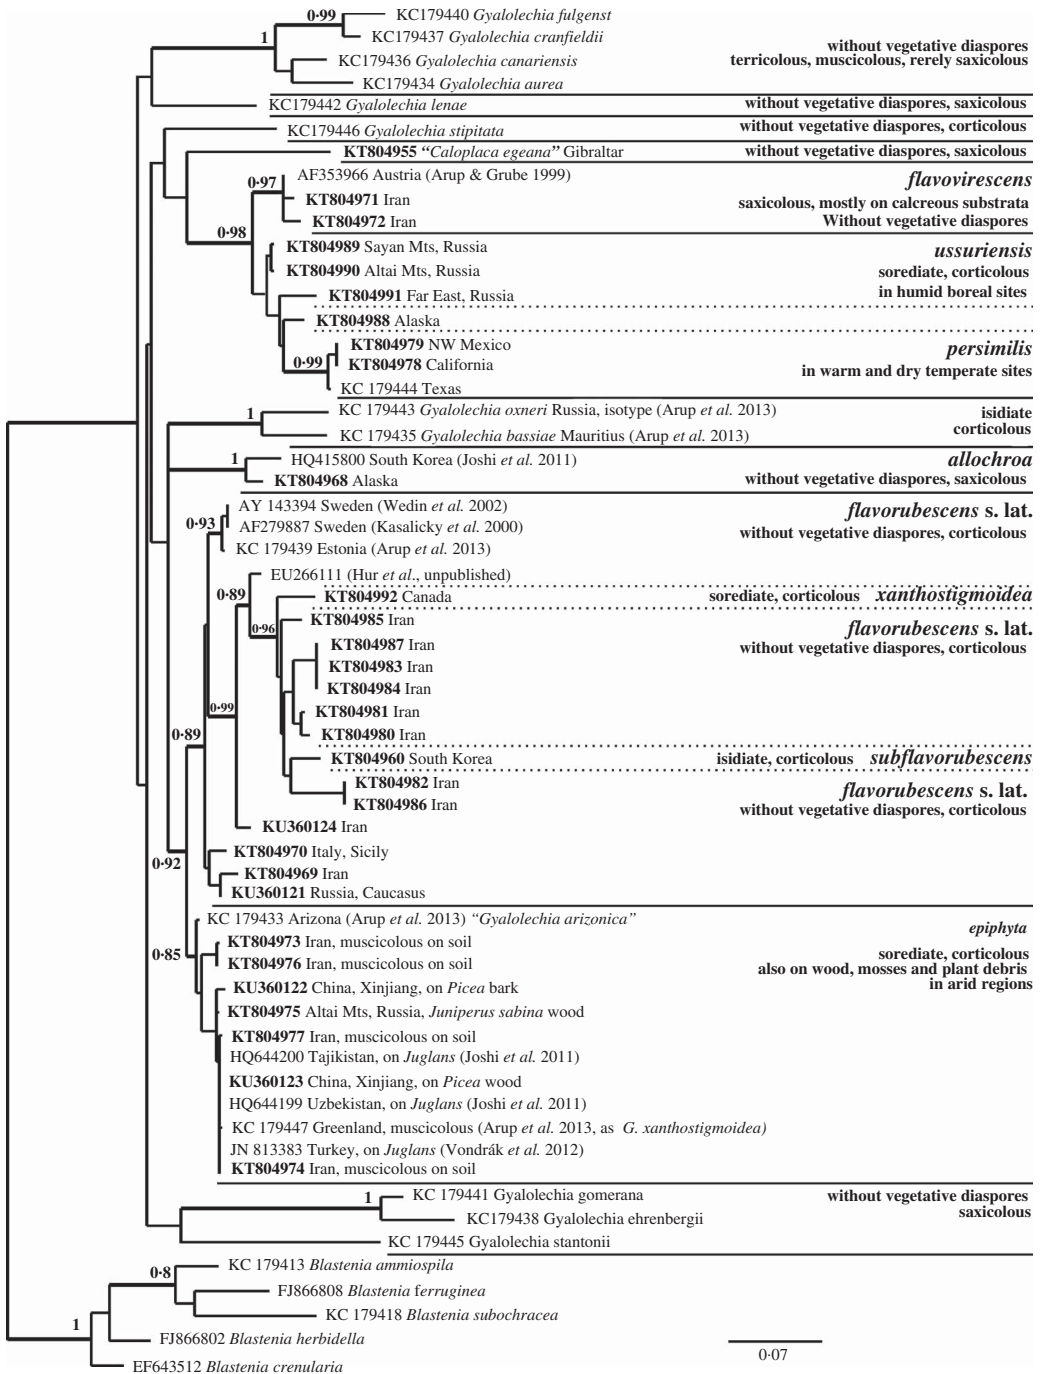 0·99
KC179440 Gyalolechia fulgenst
1
KC179437 Gyalolechia cranfieldii
without vegetative diaspores
KC179436 Gyalolechia canariensis
terricolous, muscicolous, rerely saxicolous
KC179434 Gyalolechia aurea
KC179442 Gyalolechia lenae
without vegetative diaspores, saxicolous
KC179446 Gyalolechia stipitata
without vegetative diaspores, corticolous
KT804955 “Caloplaca egeana” Gibraltar
without vegetative diaspores, saxicolous
0·97
AF353966 Austria (Arup & Grube 1999)
flavovirescens
KT804971 Iran
saxicolous, mostly on calcreous substrata
KT804972 Iran
Without vegetative diaspores
0·98
KT804989 Sayan Mts, Russia
ussuriensis
KT804990 Altai Mts, Russia
sorediate, corticolous
KT804991 Far East, Russia
in humid boreal sites
KT804988 Alaska
KT804979 NW Mexico
persimilis
0·99
KT804978 California
in warm and dry temperate sites
KC 179444 Texas
1
KC 179443 Gyalolechia oxneri Russia, isotype (Arup et al. 2013)
isidiate
KC 179435 Gyalolechia bassiae Mauritius (Arup et al. 2013)
corticolous
1
HQ415800 South Korea (Joshi et al. 2011)
allochroa
KT804968 Alaska
without vegetative diaspores, saxicolous
AY 143394 Sweden (Wedin et al. 2002)
flavorubescens s. lat.
0·93
AF279887 Sweden (Kasalicky et al. 2000)
without vegetative diaspores, corticolous
KC 179439 Estonia (Arup et al. 2013)
EU266111 (Hur et al., unpublished)
0·89
KT804992 Canada
sorediate, corticolous xanthostigmoidea
KT804985 Iran
0·96
flavorubescens s. lat.
KT804987 Iran
without vegetative diaspores, corticolous
KT804983 Iran
KT804984 Iran
0·99
KT804981 Iran
KT804980 Iran
0·89
KT804960 South Korea
isidiate, corticolous subflavorubescens
KT804982 Iran
flavorubescens s. lat.
KT804986 Iran
without vegetative diaspores, corticolous
KU360124 Iran
KT804970 Italy, Sicily
0·92
KT804969 Iran
KU360121 Russia, Caucasus
KC 179433 Arizona (Arup et al. 2013) “Gyalolechia arizonica”
epiphyta
KT804973 Iran, muscicolous on soil
0·85
sorediate, corticolous
KT804976 Iran, muscicolous on soil
also on wood, mosses and plant debris
KU360122 China, Xinjiang, on Picea bark
in arid regions
KT804975 Altai Mts, Russia, Juniperus sabina wood
KT804977 Iran, muscicolous on soil
HQ644200 Tajikistan, on Juglans (Joshi et al. 2011)
KU360123 China, Xinjiang, on Picea wood
HQ644199 Uzbekistan, on Juglans (Joshi et al. 2011)
KC 179447 Greenland, muscicolous (Arup et al. 2013, as G. xanthostigmoidea)
JN 813383 Turkey, on Juglans (Vondrák et al. 2012)
KT804974 Iran, muscicolous on soil
1
KC 179441 Gyalolechia gomerana
without vegetative diaspores
KC179438 Gyalolechia ehrenbergii
saxicolous
KC 179445 Gyalolechia stantonii
KC 179413 Blastenia ammiospila
0·8
FJ866808 Blastenia ferruginea
KC 179418 Blastenia subochracea
1
FJ866802 Blastenia herbidella
EF643512 Blastenia crenularia
0·07